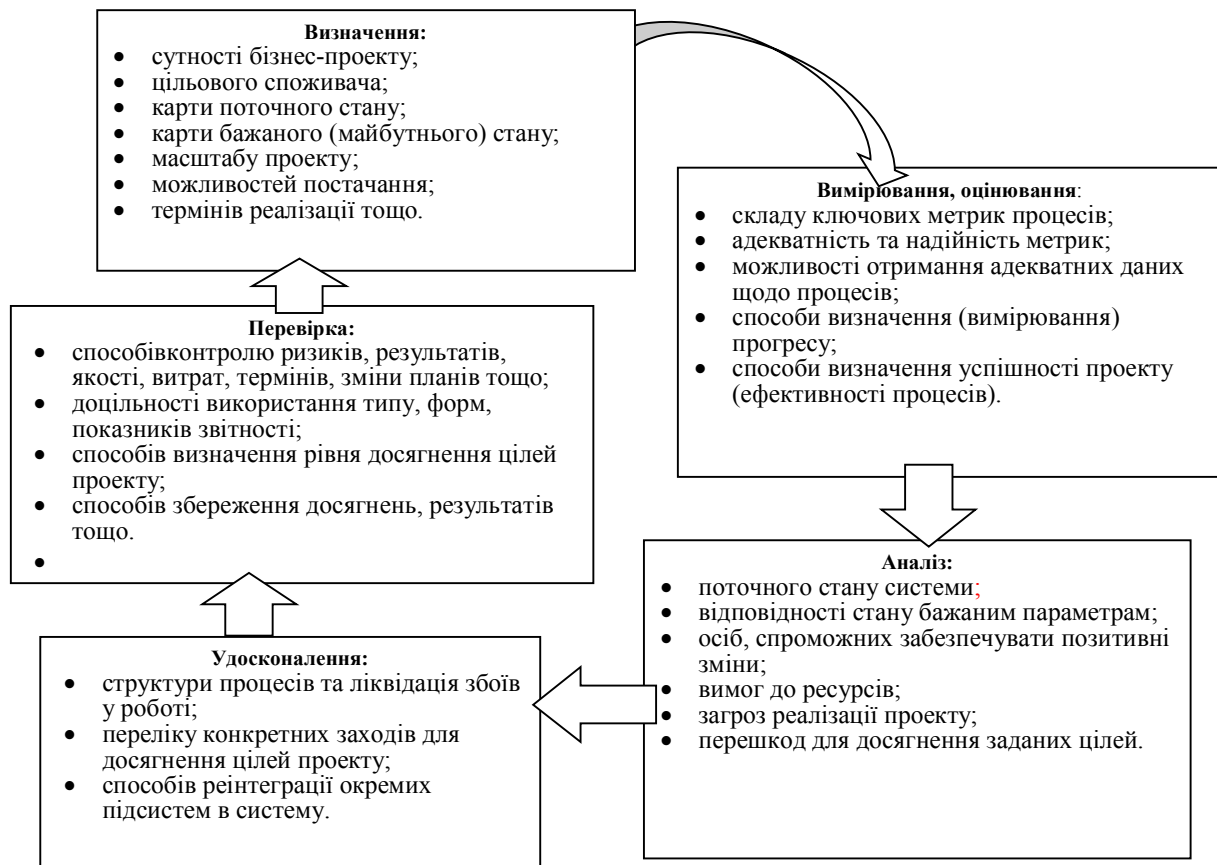 Визначення:
• сутності бізнес-проекту;
• цільового споживача;
• карти поточного стану;
• карти бажаного (майбутнього) стану;
• масштабу проекту;
• можливостей постачання;
• термінів реалізації тощо.
Вимірювання, оцінювання:
• складу ключових метрик процесів;
• адекватність та надійність метрик;
• можливості отримання адекватних даних
щодо процесів;
• способи визначення (вимірювання)
прогресу;
• способи визначення успішності проекту
(ефективності процесів).
Аналіз:
• поточного стану системи;
• відповідності стану бажаним параметрам;
• осіб, спроможних забезпечувати позитивні
зміни;
• вимог до ресурсів;
• загроз реалізації проекту;
• перешкод для досягнення заданих цілей.
Удосконалення:
• структури процесів та ліквідація збоїв
у роботі;
• переліку конкретних заходів для
досягнення цілей проекту;
• способів реінтеграції окремих
підсистем в систему.
Перевірка:
• способівконтролю ризиків, результатів,
якості, витрат, термінів, зміни планів тощо;
• доцільності використання типу, форм,
показників звітності;
• способів визначення рівня досягнення цілей
проекту;
• способів збереження досягнень, результатів
тощо.
•